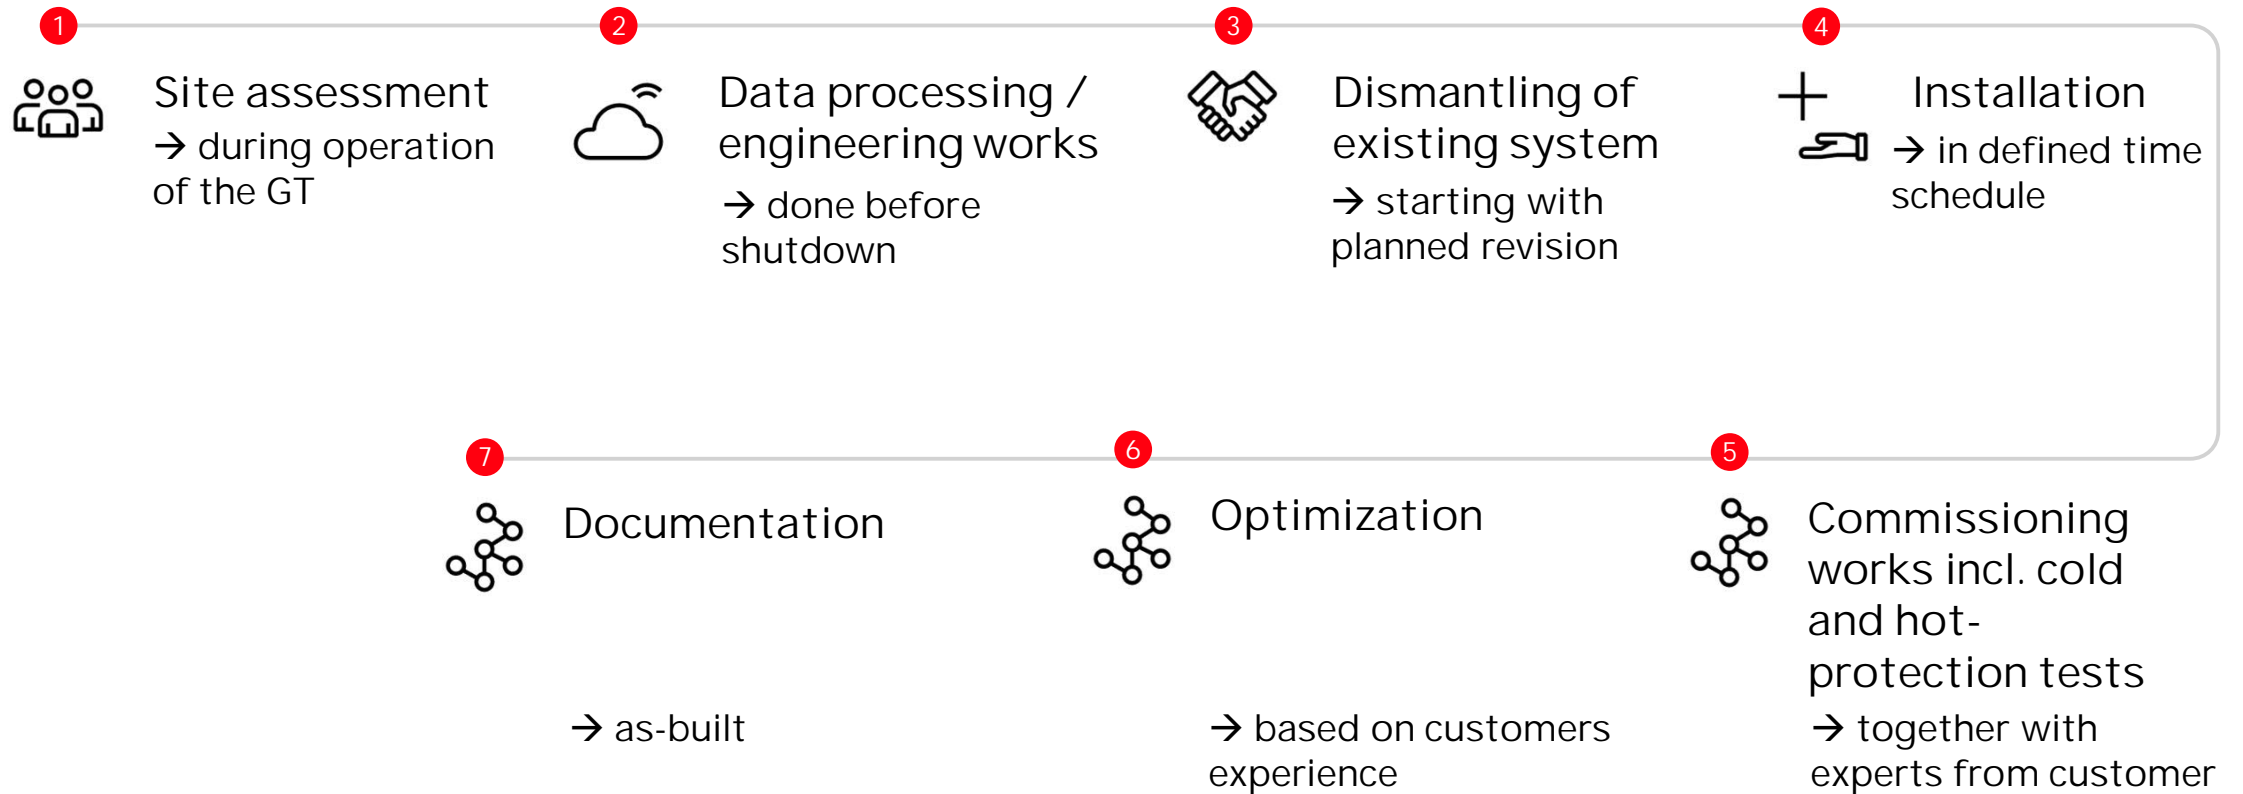 1
Site assessment
→ during operation
of the GT
2
Data processing /
engineering works
→ done before
shutdown
3
Dismantling of
existing system
→ starting with
planned revision
4
Installation
→ in defined time
schedule
5
Commissioning
works incl. cold
and hot-
protection tests
→ together with
experts from customer
6
Optimization
→ based on customers
experience
7
Documentation
→ as-built